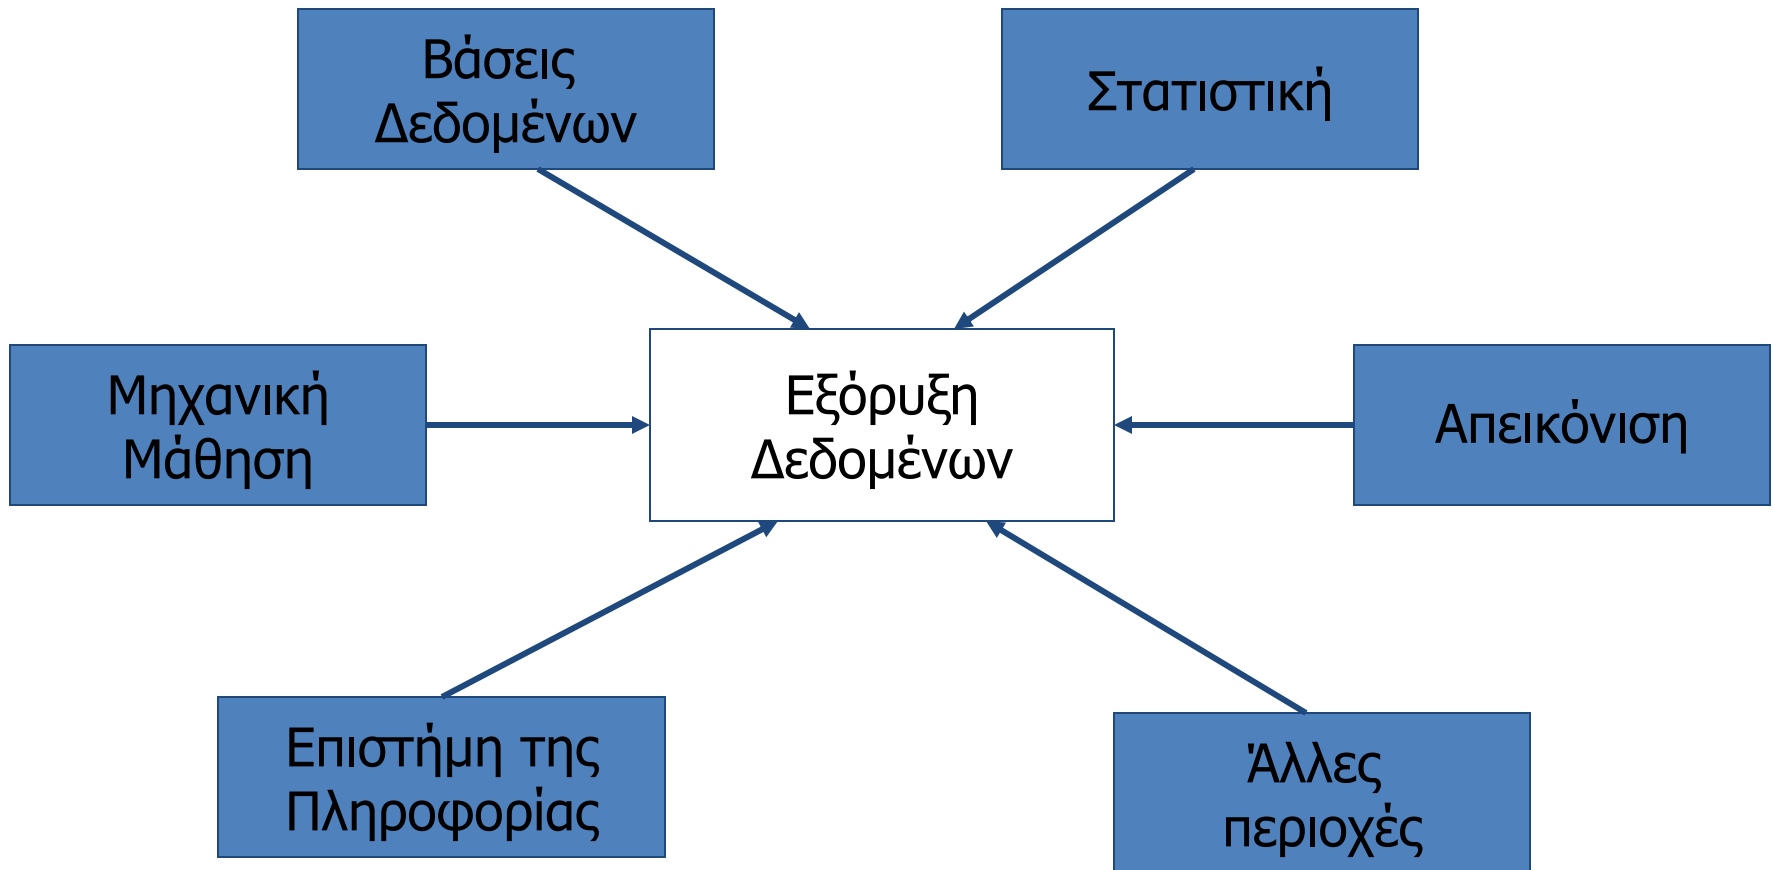 Βάσεις
Δεδομένων
Στατιστική
Μηχανική
Μάθηση
Εξόρυξη
Δεδομένων
Απεικόνιση
Επιστήμη της
Πληροφορίας
Άλλες
περιοχές